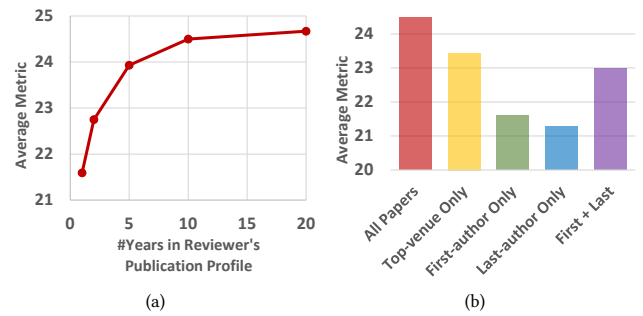 25
24
23
22
21
Average Metric
0
5
10
15
20
#Years in Reviewer's
Publication Profile
(a)
24
23
22
21
20
Average Metric
All Papers
Top-venue Only
First-author Only
Last-author Only
First + Last
(b)